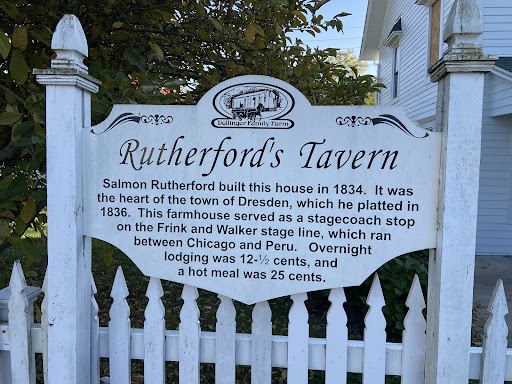 Dollinger Family Farm
Rutherford's Tavern
Salmon Rutherford built this house in 1834. It was
the heart of the town of Dresden, which he platted in
1836. This farmhouse served as a stagecoach stop
on the Frink and Walker stage line, which ran
between Chicago and Peru. Overnight
lodging was 12-½ cents, and
a hot meal was 25 cents.